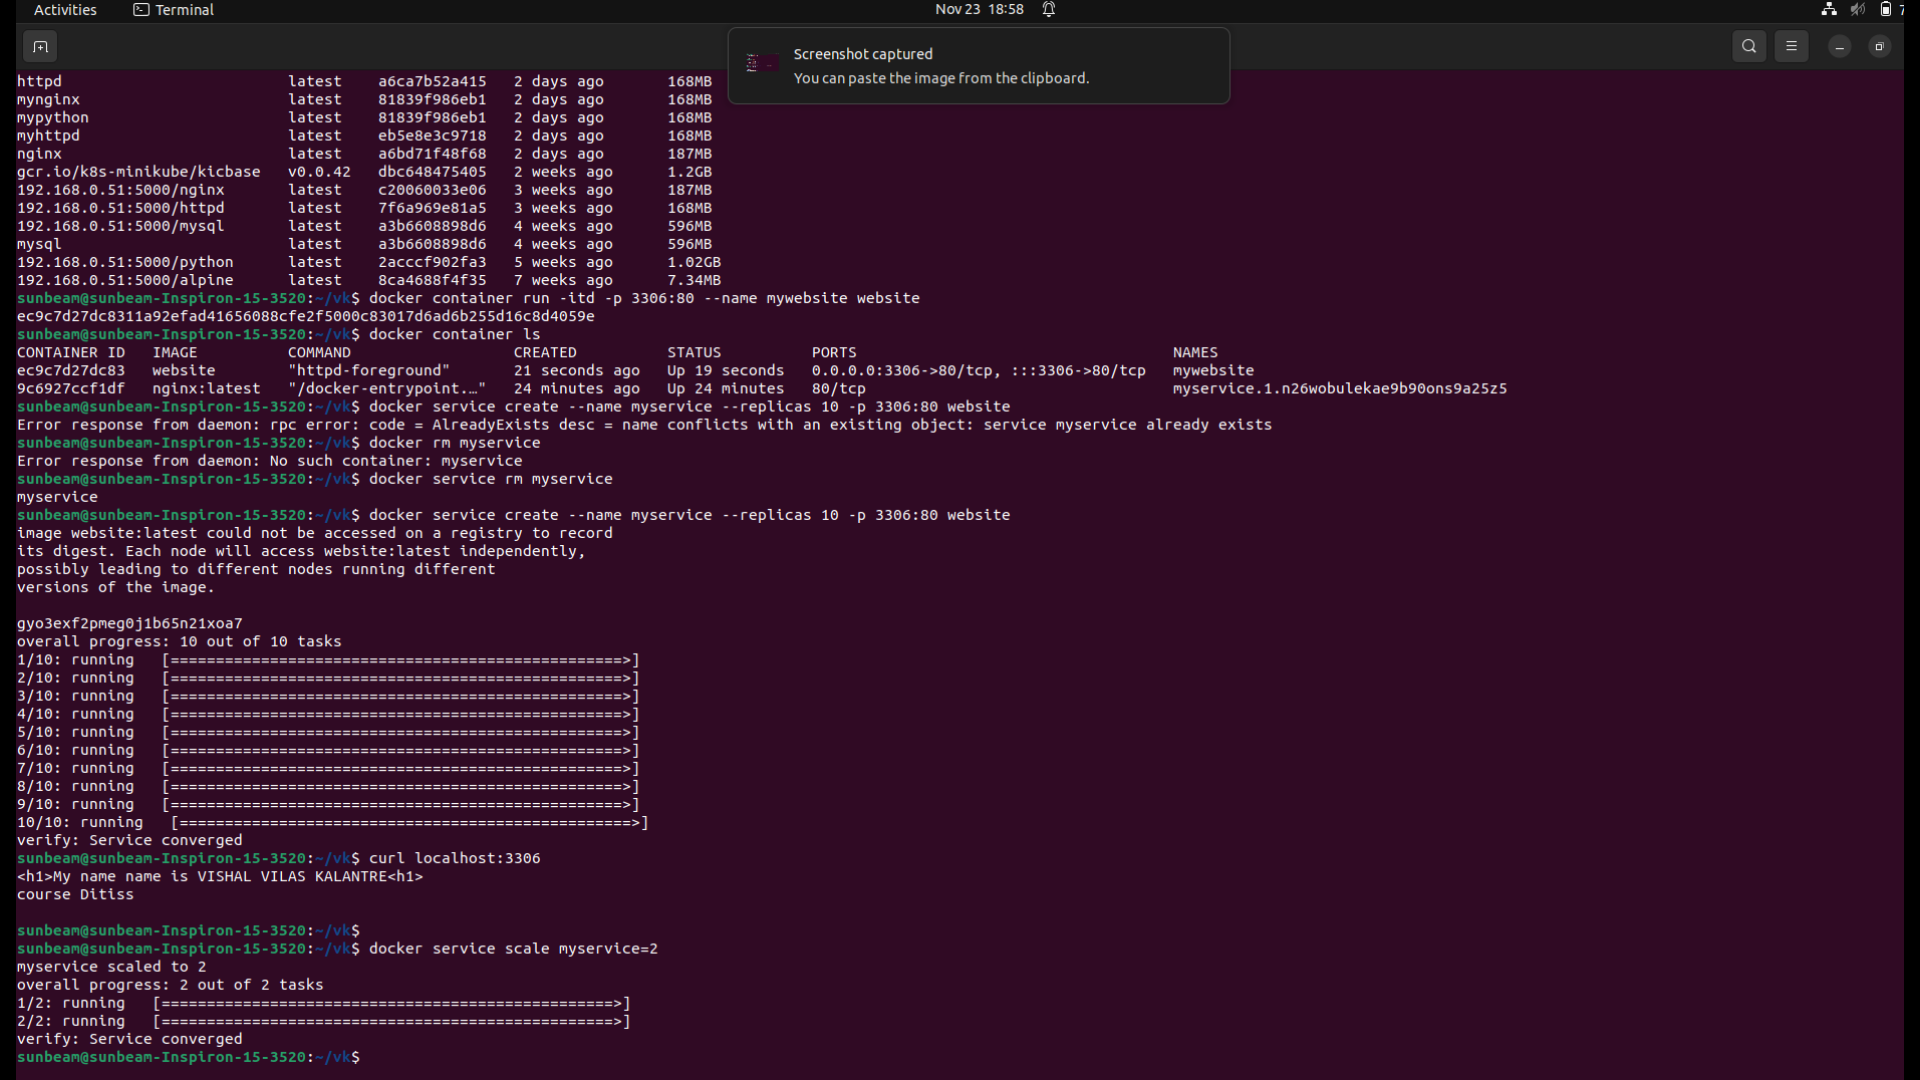 Activities Terminal Nov 23 18:58 7
Screenshot captured
You can paste the image from the clipboard.
httpd latest a6ca7b52a415 2 days ago 168MB
mynginx latest 81839f986eb1 2 days ago 168MB
mypython latest 81839f986eb1 2 days ago 168MB
myhttpd latest eb5e8e3c9718 2 days ago 168MB
nginx latest a6bd71f48f68 2 days ago 187MB
gcr.io/k8s-minikube/kicbase v0.0.42 dbc648475405 2 weeks ago 1.2GB
192.168.0.51:5000/nginx latest c20060033e06 3 weeks ago 187MB
192.168.0.51:5000/httpd latest 7f6a969e81a5 3 weeks ago 168MB
192.168.0.51:5000/mysql latest a3b6608898d6 4 weeks ago 596MB
mysql latest a3b6608898d6 4 weeks ago 596MB
192.168.0.51:5000/python latest 2acccf902fa3 5 weeks ago 1.02GB
192.168.0.51:5000/alpine latest 8ca4688f4f35 7 weeks ago 7.34MB
sunbeam@sunbeam-Inspiron-15-3520:~/vk$ docker container run -itd -p 3306:80 --name mywebsite website
ec9c7d27dc8311a92efad41656088cfe2f5000c83017d6ad6b255d16c8d4059e
sunbeam@sunbeam-Inspiron-15-3520:~/vk$ docker container ls
CONTAINER ID IMAGE COMMAND CREATED STATUS PORTS NAMES
ec9c7d27dc83 website "httpd-foreground" 21 seconds ago Up 19 seconds 0.0.0.0:3306->80/tcp, :::3306->80/tcp mywebsite
9c6927ccf1df nginx:latest "/docker-entrypoint.…" 24 minutes ago Up 24 minutes 80/tcp myservice.1.n26wobulekae9b90ons9a25z5
sunbeam@sunbeam-Inspiron-15-3520:~/vk$ docker service create --name myservice --replicas 10 -p 3306:80 website
Error response from daemon: rpc error: code = AlreadyExists desc = name conflicts with an existing object: service myservice already exists
sunbeam@sunbeam-Inspiron-15-3520:~/vk$ docker rm myservice
Error response from daemon: No such container: myservice
sunbeam@sunbeam-Inspiron-15-3520:~/vk$ docker service rm myservice
myservice
sunbeam@sunbeam-Inspiron-15-3520:~/vk$ docker service create --name myservice --replicas 10 -p 3306:80 website
image website:latest could not be accessed on a registry to record
its digest. Each node will access website:latest independently,
possibly leading to different nodes running different
versions of the image.
gyo3exf2pmeg0j1b65n21xoa7
overall progress: 10 out of 10 tasks
1/10: running [==================================================>]
2/10: running [==================================================>]
3/10: running [==================================================>]
4/10: running [==================================================>]
5/10: running [==================================================>]
6/10: running [==================================================>]
7/10: running [==================================================>]
8/10: running [==================================================>]
9/10: running [==================================================>]
10/10: running [==================================================>]
verify: Service converged
sunbeam@sunbeam-Inspiron-15-3520:~/vk$ curl localhost:3306
<h1>My name name is VISHAL VILAS KALANTRE<h1>
course Ditiss
sunbeam@sunbeam-Inspiron-15-3520:~/vk$
sunbeam@sunbeam-Inspiron-15-3520:~/vk$ docker service scale myservice=2
myservice scaled to 2
overall progress: 2 out of 2 tasks
1/2: running [==================================================>]
2/2: running [==================================================>]
verify: Service converged
sunbeam@sunbeam-Inspiron-15-3520:~/vk$